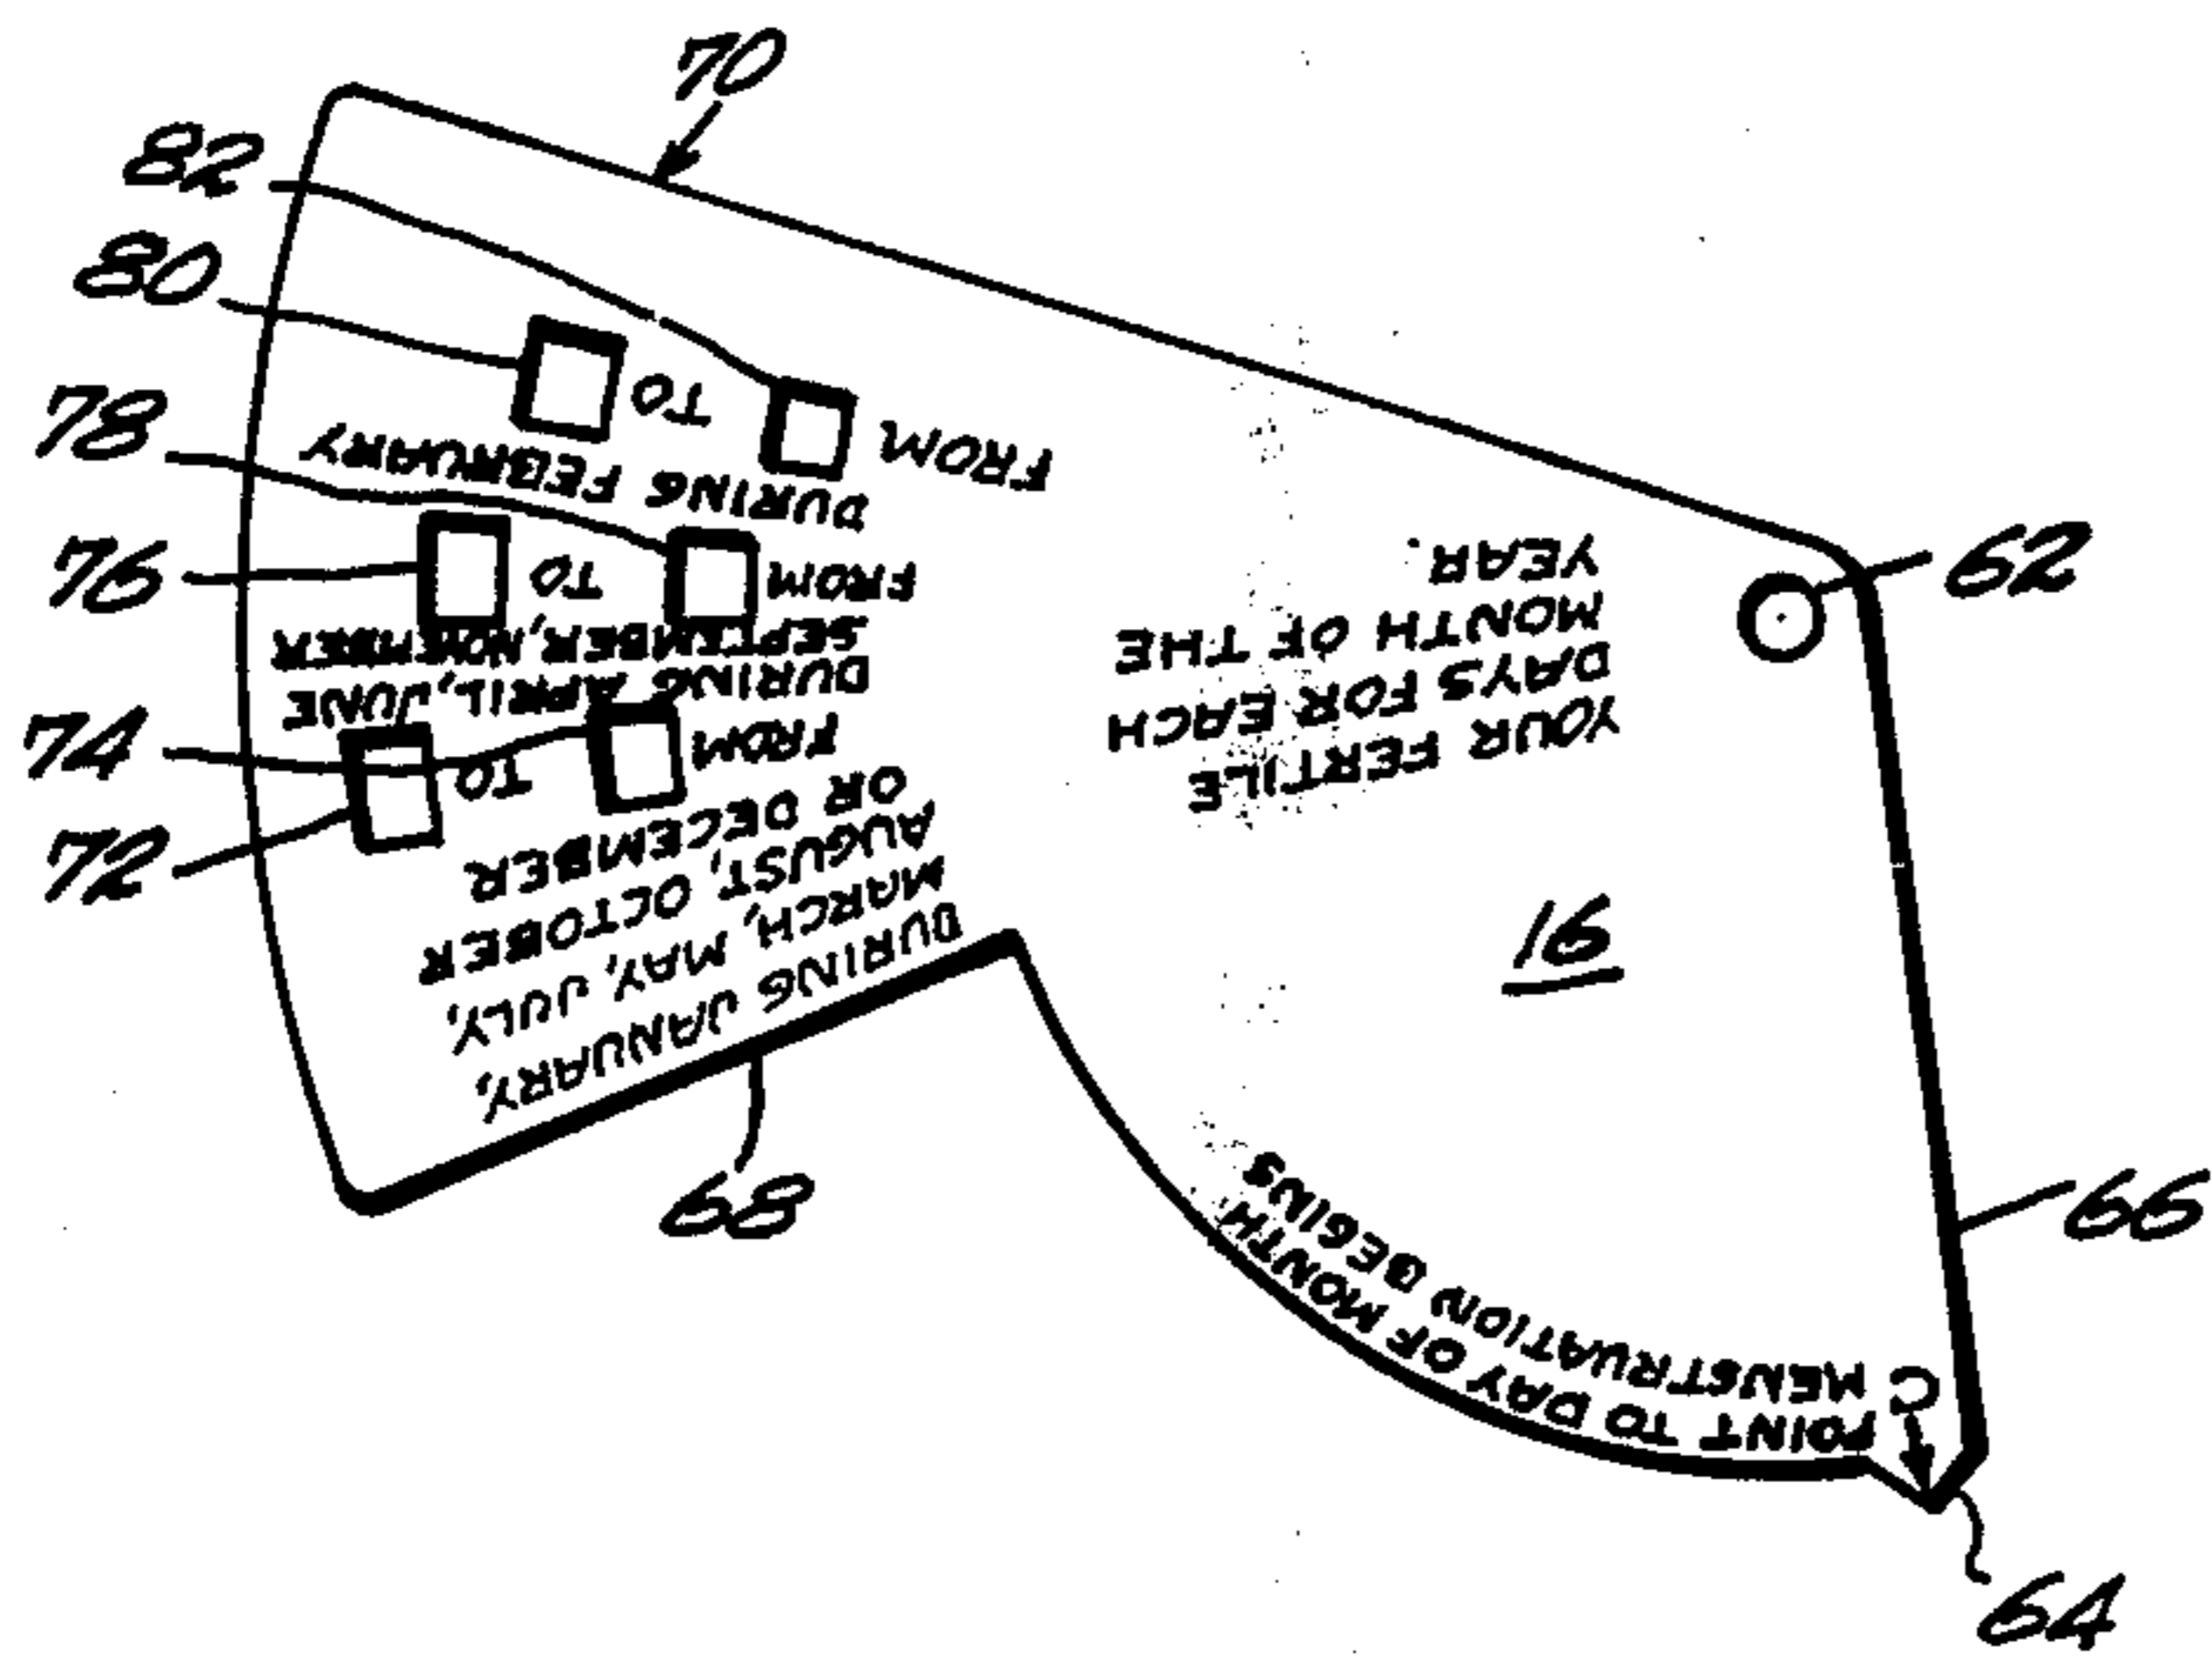 70
82
80
78
76
74
72
62
16
68
66
64
YOUR FERTILE
DAYS FOR EACH
MONTH OF THE
YEAR.
DURING JANUARY,
MARCH, MAY, JULY,
AUGUST, OCTOBER
OR DECEMBER
FROM TO
DURING APRIL, JUNE
SEPTEMBER, NOVEMBER
FROM TO
DURING FEBRUARY
FROM TO
C
POINT TO DAY OF MONTH
MENSTRUATION BEGINS